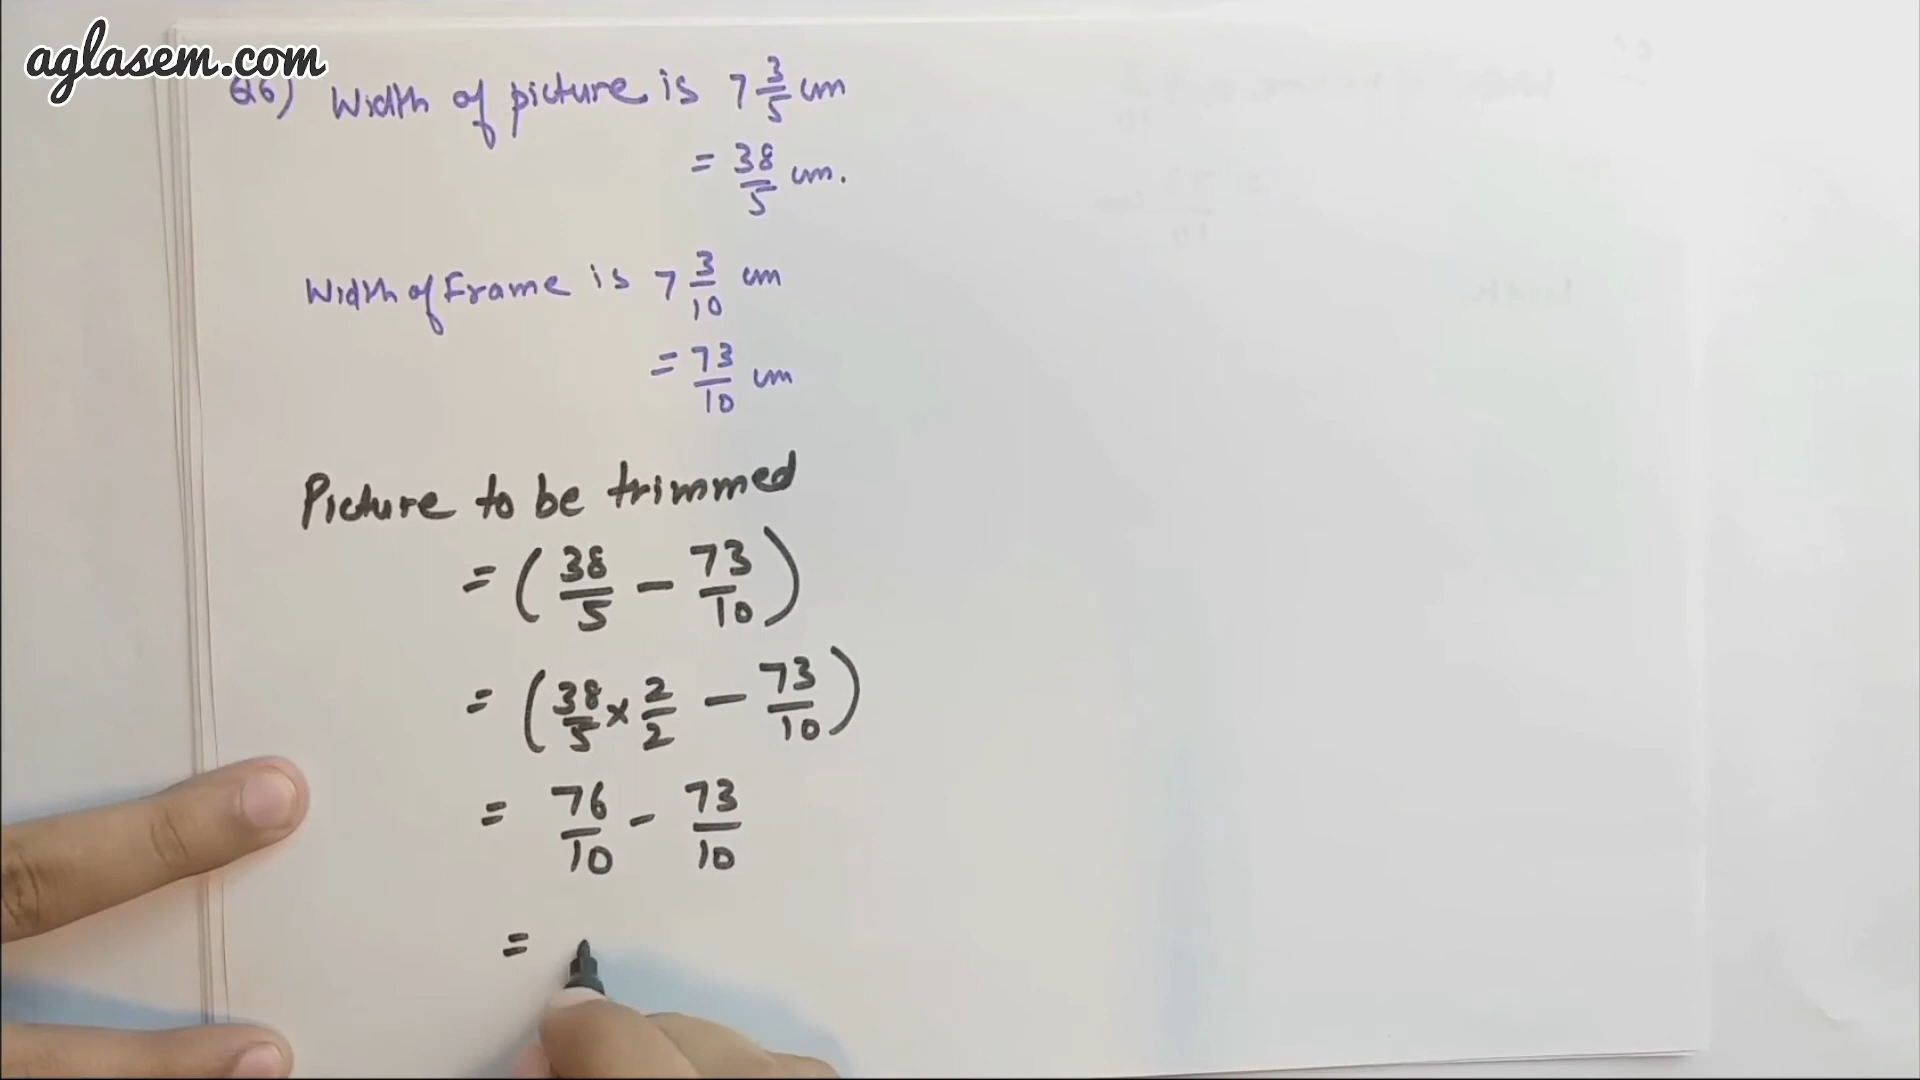 aglasem.com
Q6) Width of picture is 7 3/5 cm
= 38/5 cm.
Width of Frame is 7 3/10 cm
= 73/10 cm
Picture to be trimmed
= (38/5 − 73/10)
= (38/5 × 2/2 − 73/10)
= 76/10 - 73/10
=